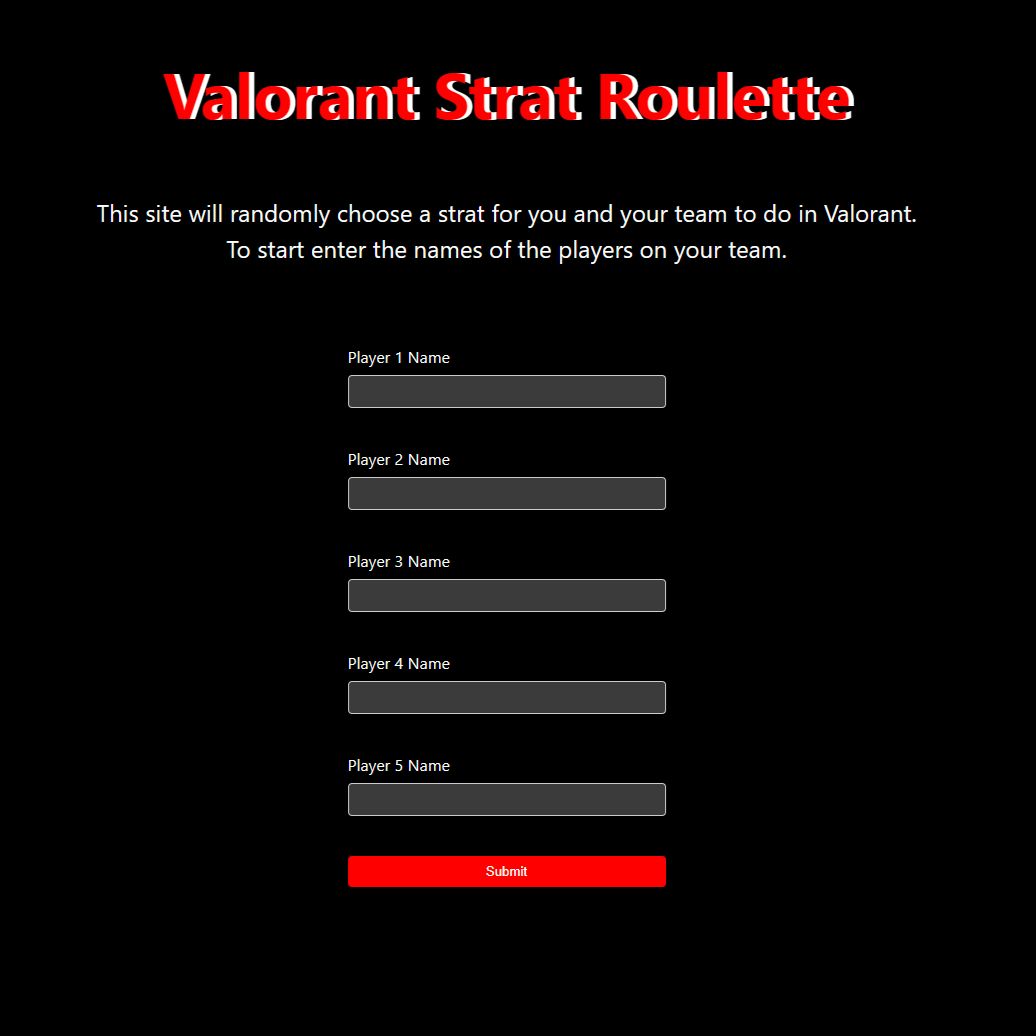 Valorant Strat Roulette
This site will randomly choose a strat for you and your team to do in Valorant.
To start enter the names of the players on your team.
Player 1 Name
Player 2 Name
Player 3 Name
Player 4 Name
Player 5 Name
Submit